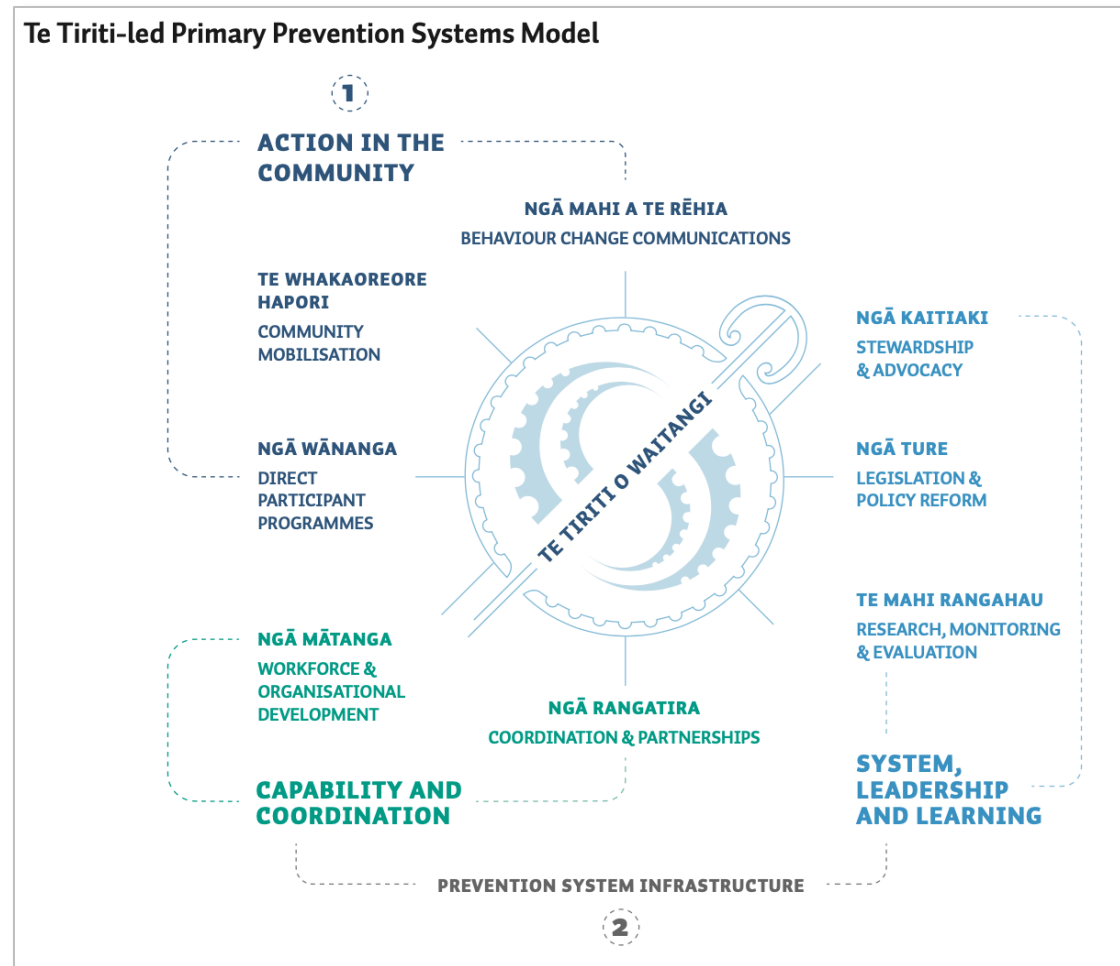 Te Tiriti-led Primary Prevention Systems Model
1
ACTION IN THE
COMMUNITY
NGĀ MAHI A TE RĒHIA
BEHAVIOUR CHANGE COMMUNICATIONS
TE WHAKAOREORE
HAPORI
COMMUNITY
MOBILISATION
NGĀ WĀNANGA
DIRECT
PARTICIPANT
PROGRAMMES
TE TIRITI O WAITANGI
NGĀ KAITIAKI
STEWARDSHIP
& ADVOCACY
NGĀ TURE
LEGISLATION &
POLICY REFORM
TE MAHI RANGAHAU
RESEARCH, MONITORING
& EVALUATION
NGĀ MĀTANGA
WORKFORCE &
ORGANISATIONAL
DEVELOPMENT
NGĀ RANGATIRA
COORDINATION & PARTNERSHIPS
CAPABILITY AND
COORDINATION
SYSTEM,
LEADERSHIP
AND LEARNING
PREVENTION SYSTEM INFRASTRUCTURE
2